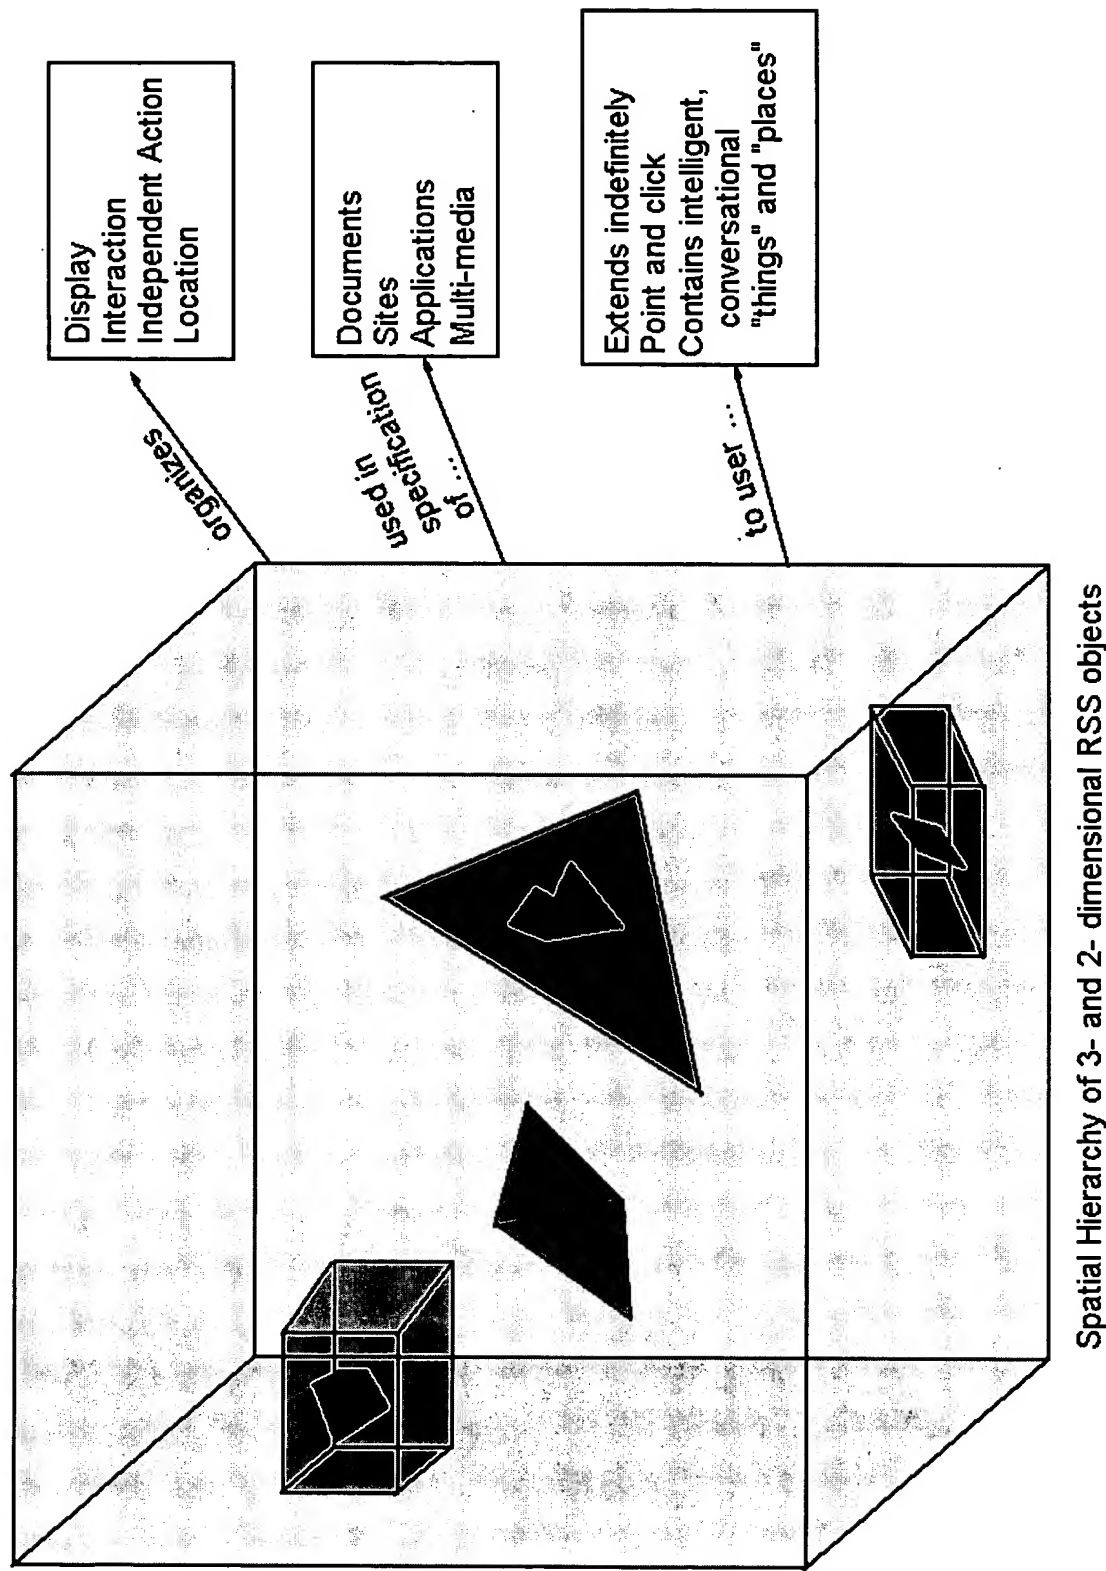 organizes
Display
Interaction
Independent Action
Location
used in
specification
of ...
Documents
Sites
Applications
Multi-media
to user ...
Extends indefinitely
Point and click
Contains intelligent,
conversational
"things" and "places"
Spatial Hierarchy of 3- and 2- dimensional RSS objects